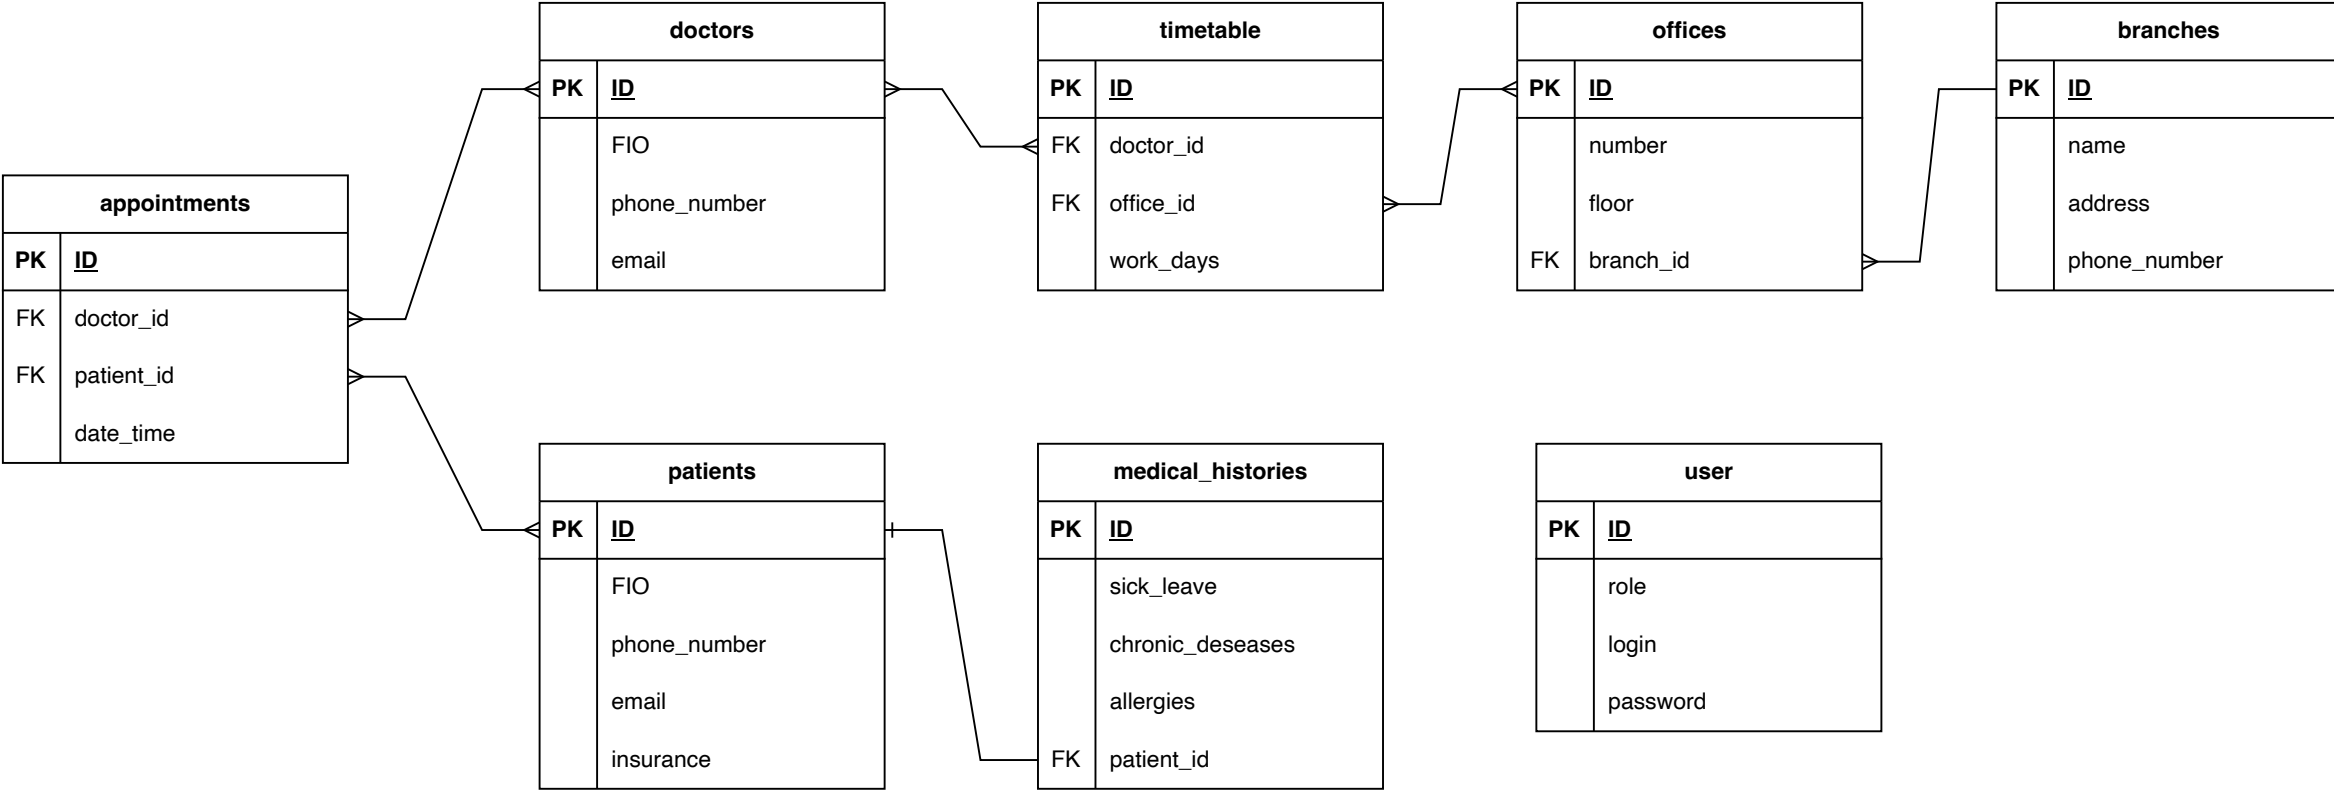 doctors
PK ID
FIO
phone_number
email
timetable
PK ID
FK doctor_id
FK office_id
work_days
offices
PK ID
number
floor
FK branch_id
branches
PK ID
name
address
phone_number
appointments
PK ID
FK doctor_id
FK patient_id
date_time
patients
PK ID
FIO
phone_number
email
insurance
medical_histories
PK ID
sick_leave
chronic_deseases
allergies
FK patient_id
user
PK ID
role
login
password